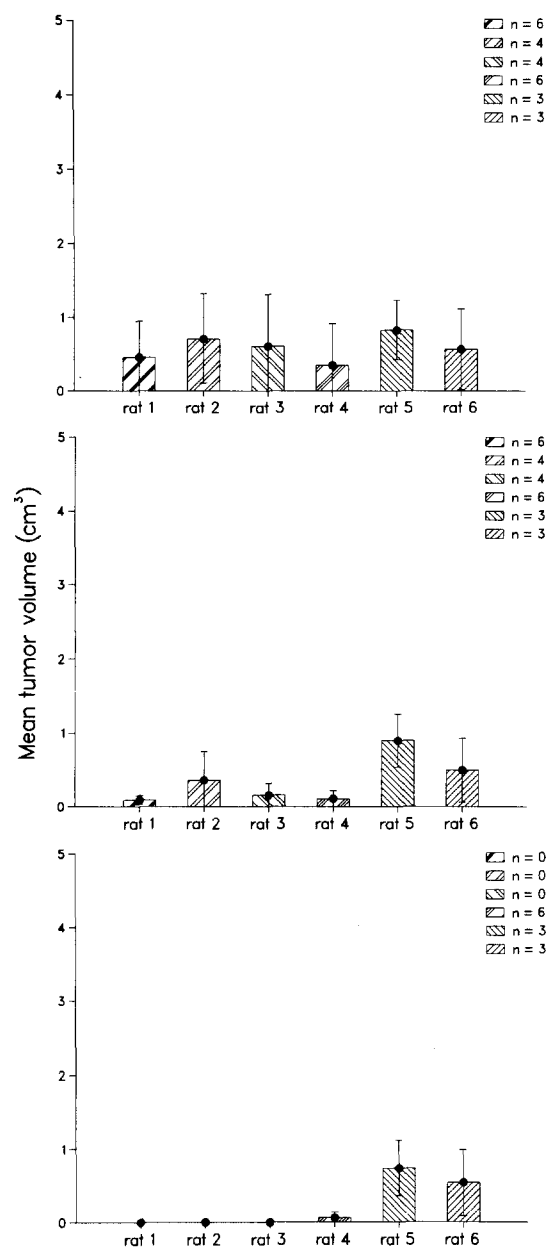 Mean tumor volume (cm³)
5
4
3
2
1
0
n = 6
n = 4
n = 4
n = 6
n = 3
n = 3
rat 1 rat 2 rat 3 rat 4 rat 5 rat 6
5
4
3
2
1
0
n = 6
n = 4
n = 4
n = 6
n = 3
n = 3
rat 1 rat 2 rat 3 rat 4 rat 5 rat 6
5
4
3
2
1
0
n = 0
n = 0
n = 0
n = 6
n = 3
n = 3
rat 1 rat 2 rat 3 rat 4 rat 5 rat 6